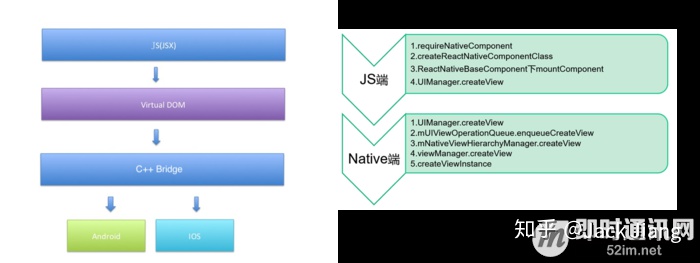 JS(JSX)
Virtual DOM
C++ Bridge
Android
IOS
JS端
1.requireNativeComponent
2.createReactNativeComponentClass
3.ReactNativeBaseComponent下mountComponent
4.UIManager.createView
Native端
1.UIManager.createView
2.mUIViewOperationQueue.enqueueCreateView
3.mNativeViewHierarchyManager.createView
4.viewManager.createView
5.createViewInstance
知乎 @JackJiang
即时通讯网
52im.net